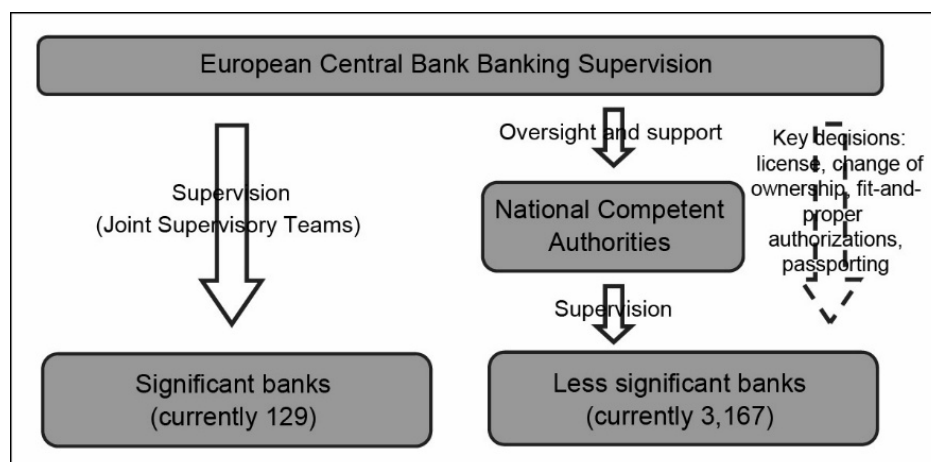 European Central Bank Banking Supervision
Supervision
(Joint Supervisory Teams)
Oversight and support
National Competent
Authorities
Supervision
Key decisions:
license, change of
ownership, fit-and-
proper
authorizations,
passporting
Significant banks
(currently 129)
Less significant banks
(currently 3,167)